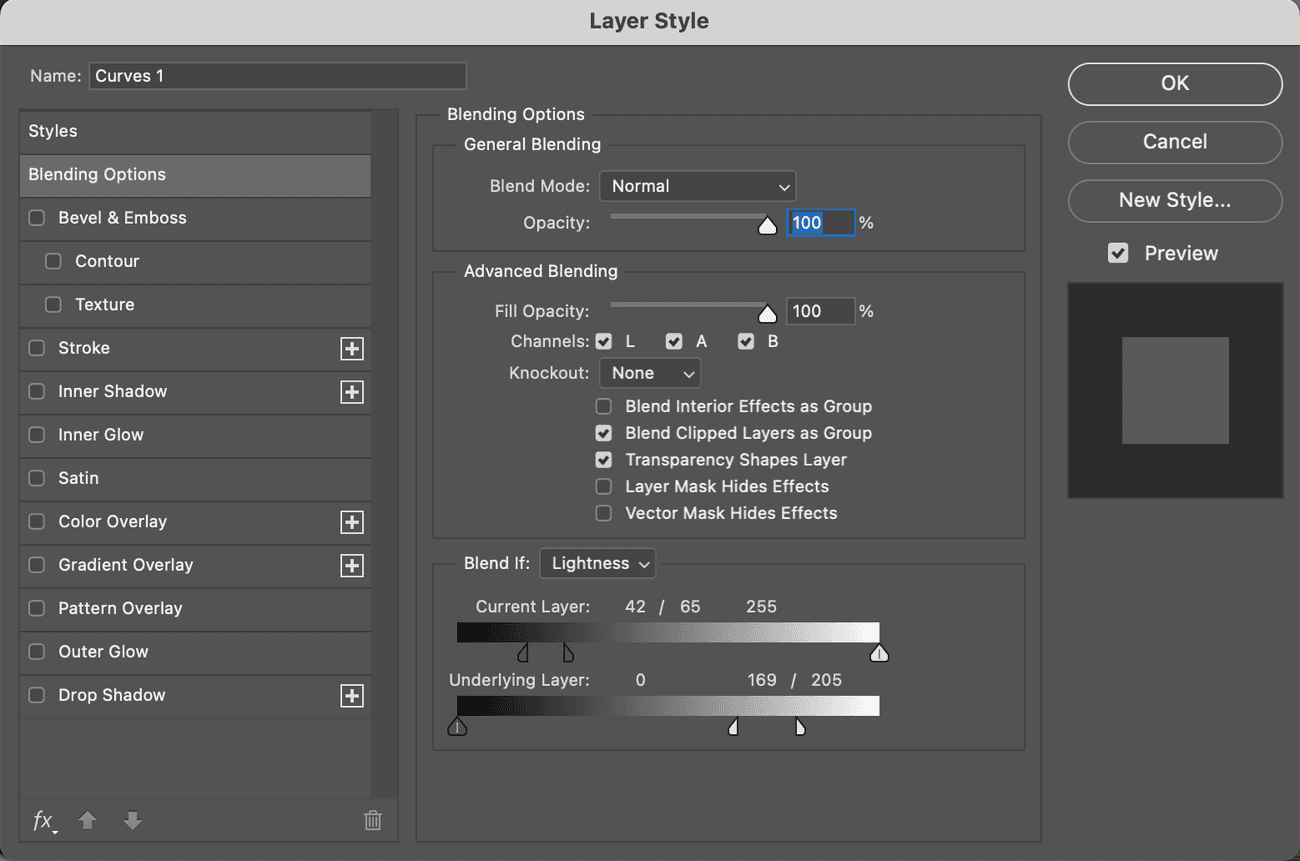 Layer Style
Name: Curves 1
Styles
Blending Options
Bevel & Emboss
Contour
Texture
Stroke
Inner Shadow
Inner Glow
Satin
Color Overlay
Gradient Overlay
Pattern Overlay
Outer Glow
Drop Shadow
fx
Blending Options
General Blending
Blend Mode: Normal
Opacity: 100 %
Advanced Blending
Fill Opacity: 100 %
Channels: L A B
Knockout: None
Blend Interior Effects as Group
Blend Clipped Layers as Group
Transparency Shapes Layer
Layer Mask Hides Effects
Vector Mask Hides Effects
Blend If: Lightness
Current Layer: 42 / 65 255
Underlying Layer: 0 169 / 205
OK
Cancel
New Style...
Preview